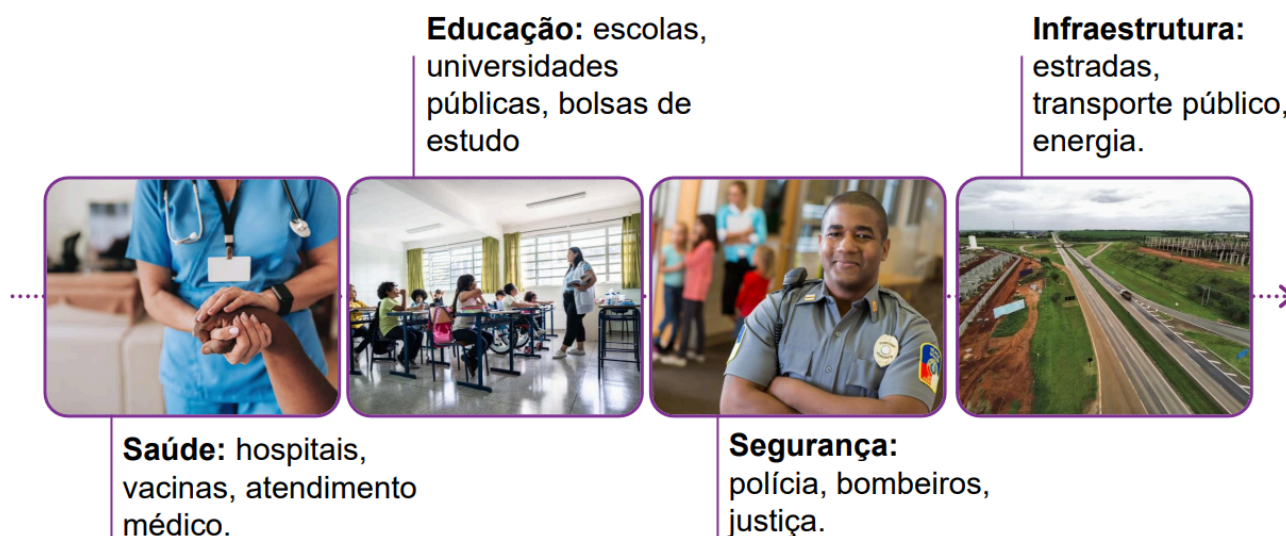 Educação: escolas,
universidades
públicas, bolsas de
estudo
Infraestrutura:
estradas,
transporte público,
energia.
Saúde: hospitais,
vacinas, atendimento
médico.
Segurança:
polícia, bombeiros,
justiça.